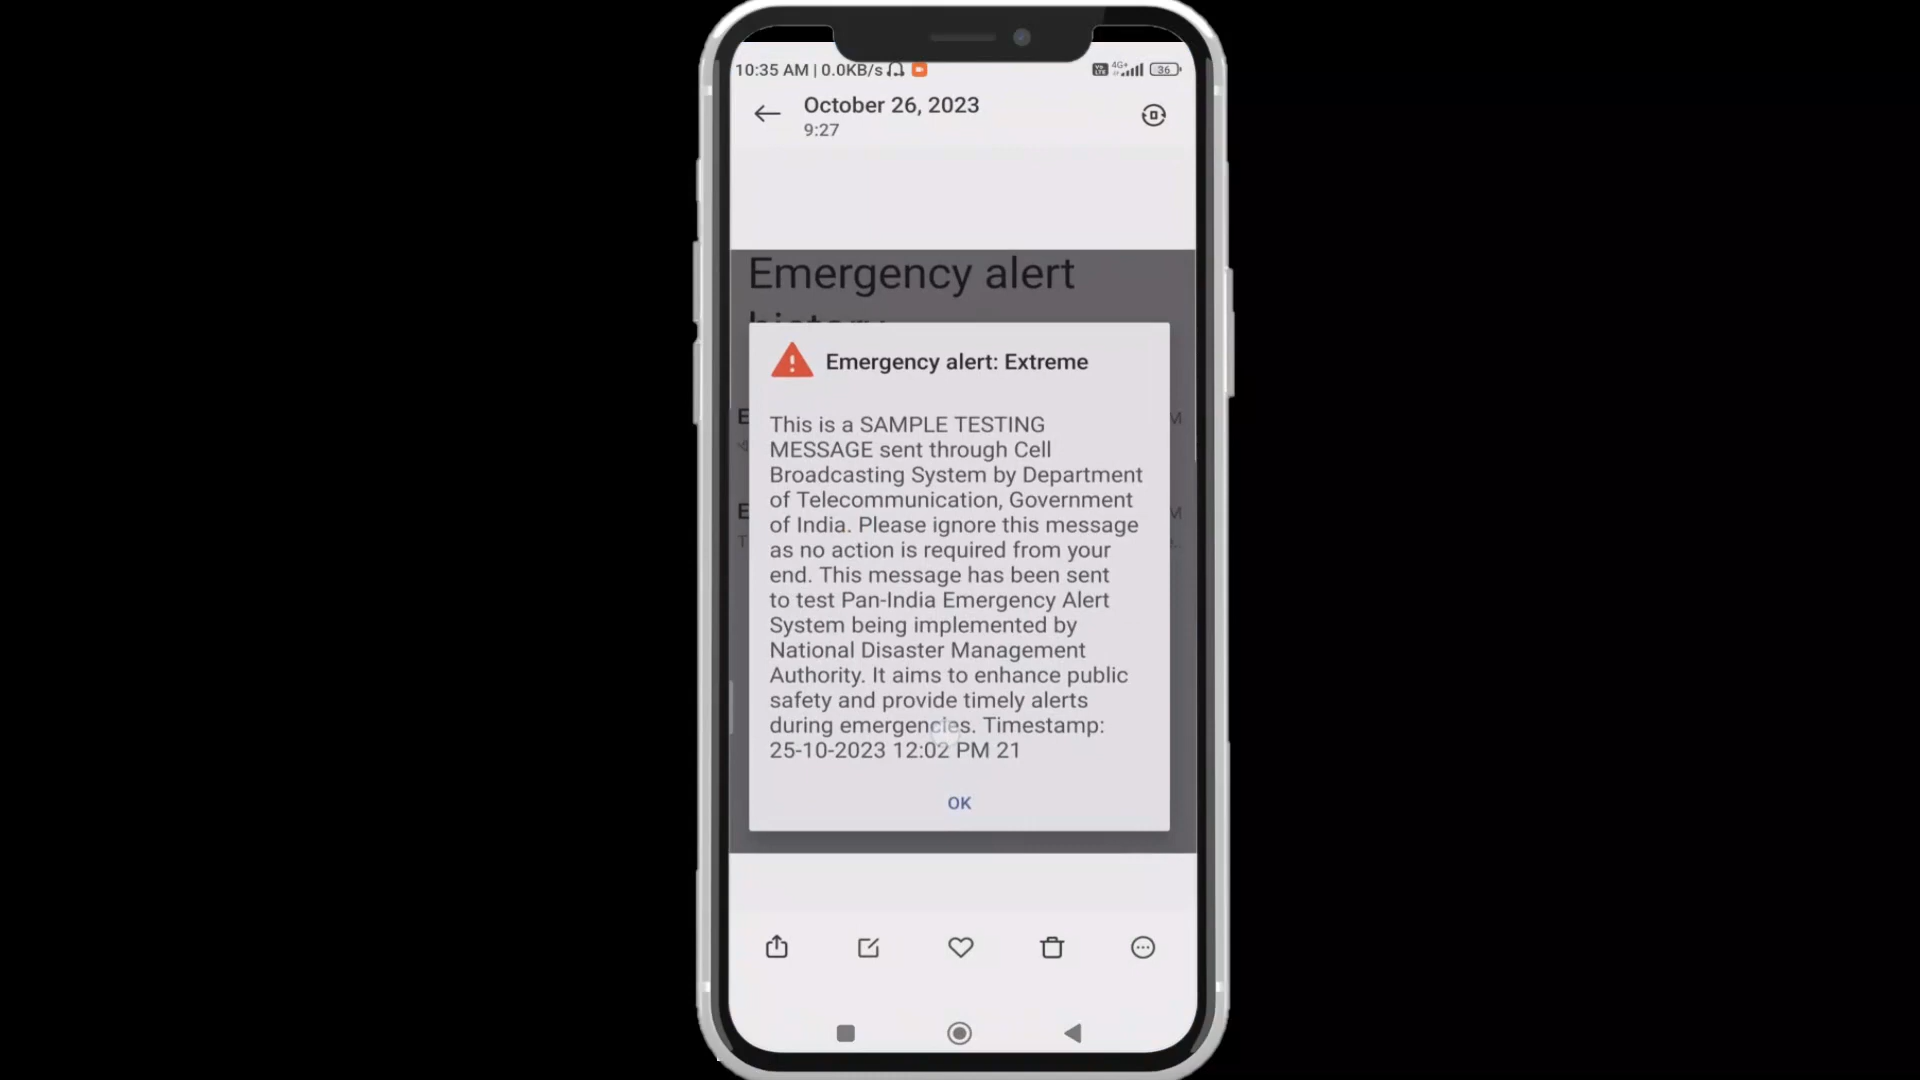 10:35 AM | 0.0KB/s
4G+
36
October 26, 2023
9:27
Emergency alert
history
Emergency alert: Extreme
This is a SAMPLE TESTING
MESSAGE sent through Cell
Broadcasting System by Department
of Telecommunication, Government
of India. Please ignore this message
as no action is required from your
end. This message has been sent
to test Pan-India Emergency Alert
System being implemented by
National Disaster Management
Authority. It aims to enhance public
safety and provide timely alerts
during emergencies. Timestamp:
25-10-2023 12:02 PM 21
OK